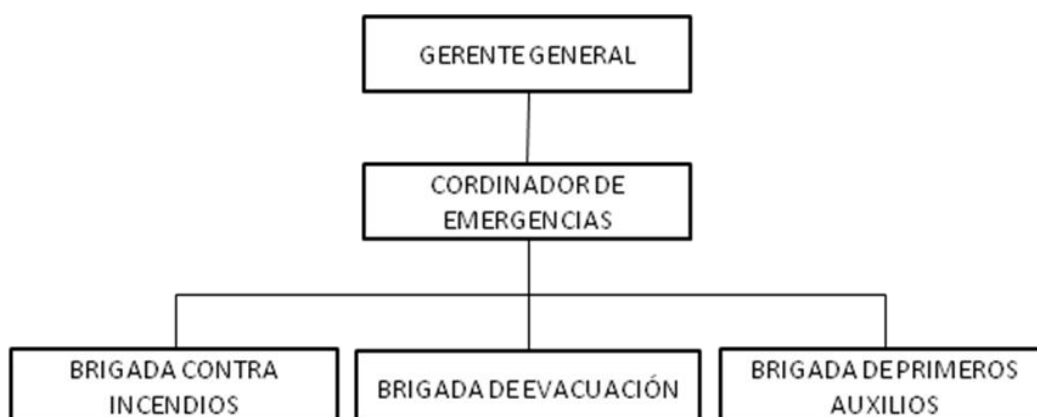 GERENTE GENERAL
CORDINADOR DE
EMERGENCIAS
BRIGADA CONTRA
INCENDIOS
BRIGADA DE EVACUACIÓN
BRIGADA DE PRIMEROS
AUXILIOS